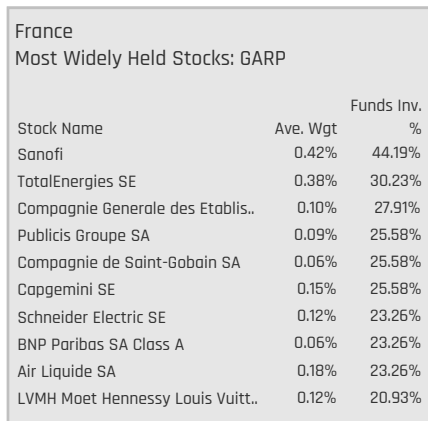 France
Most Widely Held Stocks: GARP
Funds Inv.
Stock Name Ave. Wgt %
Sanofi 0.42% 44.19%
TotalEnergies SE 0.38% 30.23%
Compagnie Generale des Etablis.. 0.10% 27.91%
Publicis Groupe SA 0.09% 25.58%
Compagnie de Saint-Gobain SA 0.06% 25.58%
Capgemini SE 0.15% 25.58%
Schneider Electric SE 0.12% 23.26%
BNP Paribas SA Class A 0.06% 23.26%
Air Liquide SA 0.18% 23.26%
LVMH Moet Hennessy Louis Vuitt.. 0.12% 20.93%